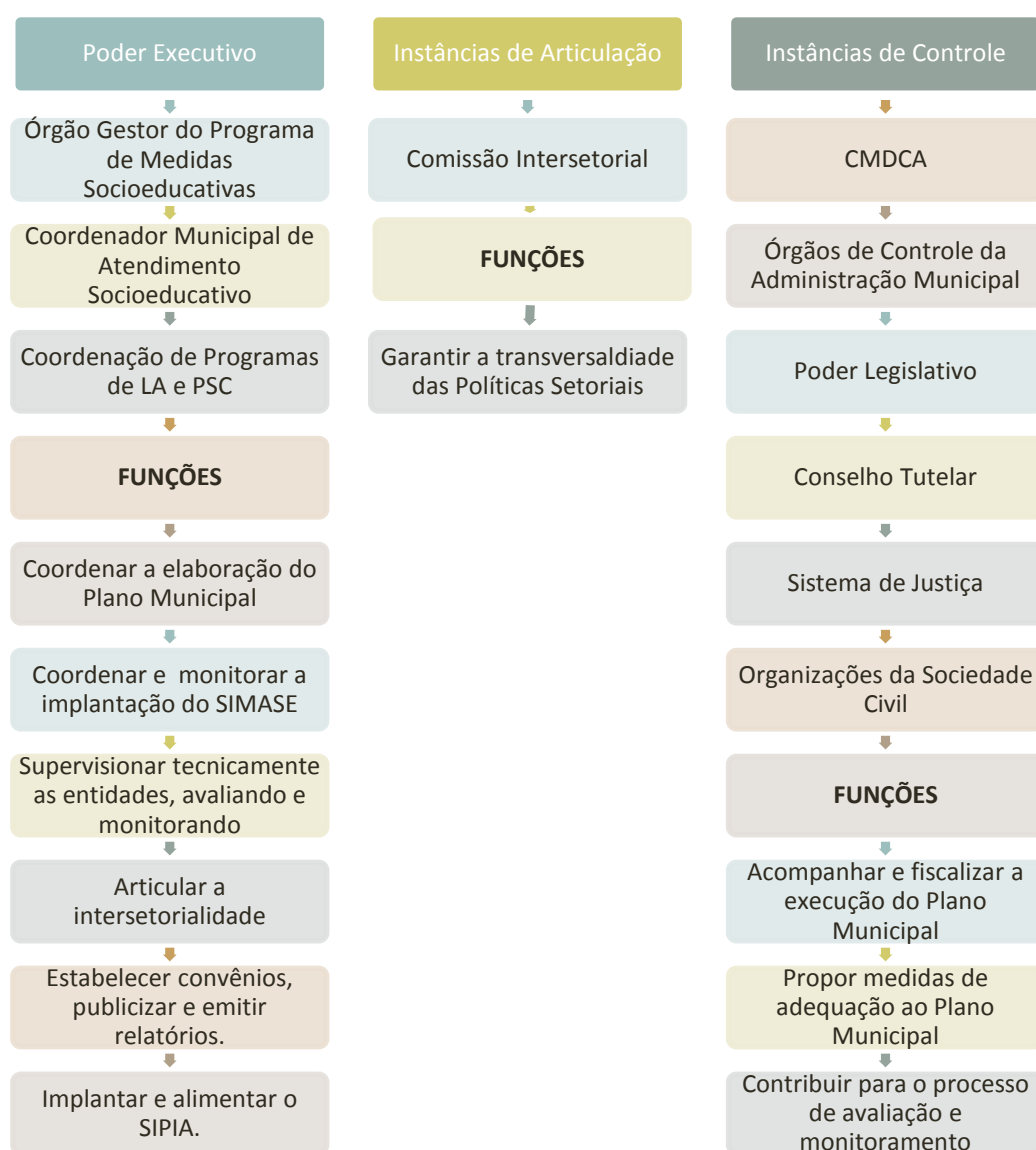 Poder Executivo
Órgão Gestor do Programa
de Medidas
Socioeducativas
Coordenador Municipal de
Atendimento
Socioeducativo
Coordenação de Programas
de LA e PSC
FUNÇÕES
Coordenar a elaboração do
Plano Municipal
Coordenar e monitorar a
implantação do SIMASE
Supervisionar tecnicamente
as entidades, avaliando e
monitorando
Articular a
intersetorialidade
Estabelecer convênios,
publicizar e emitir
relatórios.
Implantar e alimentar o
SIPIA.
Instâncias de Articulação
Comissão Intersetorial
FUNÇÕES
Garantir a transversaldiade
das Políticas Setoriais
Instâncias de Controle
CMDCA
Órgãos de Controle da
Administração Municipal
Poder Legislativo
Conselho Tutelar
Sistema de Justiça
Organizações da Sociedade
Civil
FUNÇÕES
Acompanhar e fiscalizar a
execução do Plano
Municipal
Propor medidas de
adequação ao Plano
Municipal
Contribuir para o processo
de avaliação e
monitoramento